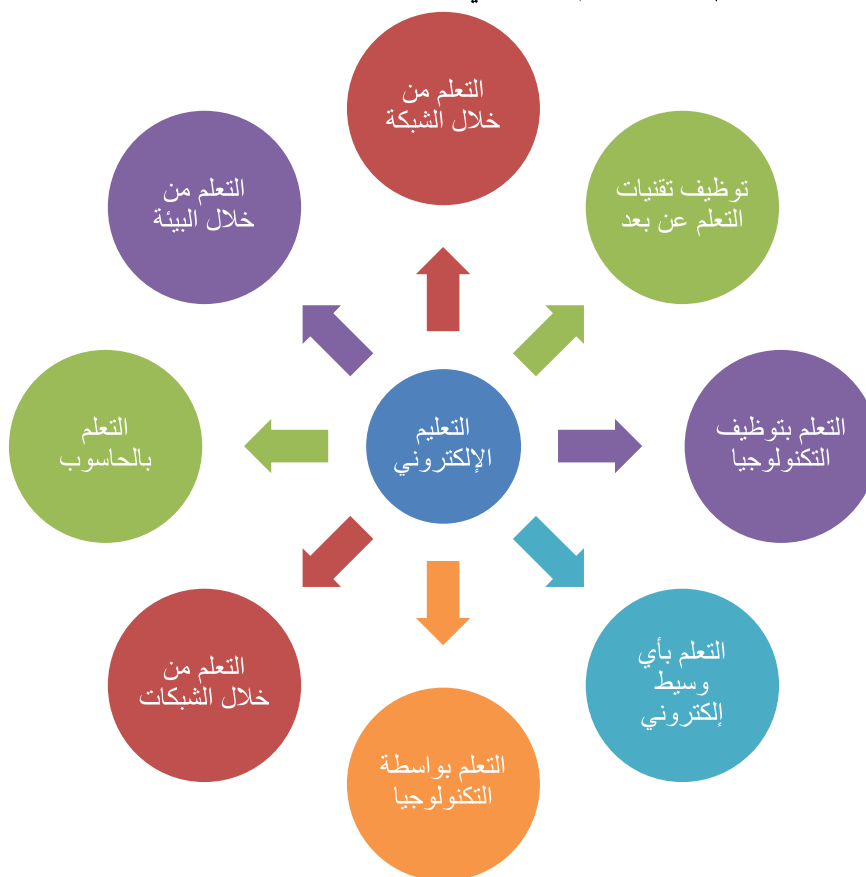 التعلم من
خلال الشبكة
توظيف تقنيات
التعلم عن بعد
التعلم بتوظيف
التكنولوجيا
التعلم بأي
وسيط
إلكتروني
التعلم بواسطة
التكنولوجيا
التعلم من
خلال الشبكات
التعلم
بالحاسوب
التعلم من
خلال البيئة
التعليم
الإلكتروني